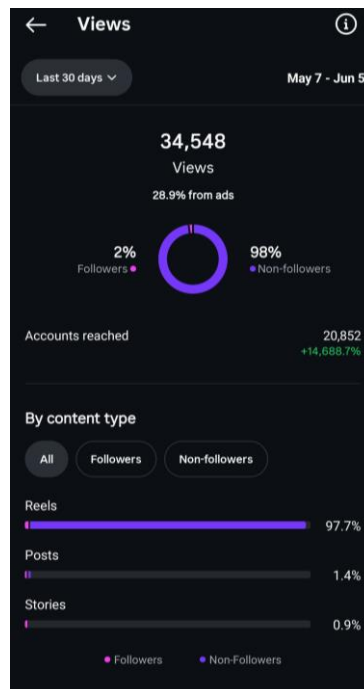 Views
Last 30 days
May 7 - Jun 5
34,548
Views
28.9% from ads
2%
Followers
98%
Non-followers
Accounts reached
20,852
+14,688.7%
By content type
All
Followers
Non-followers
Reels
97.7%
Posts
1.4%
Stories
0.9%
Followers
Non-Followers